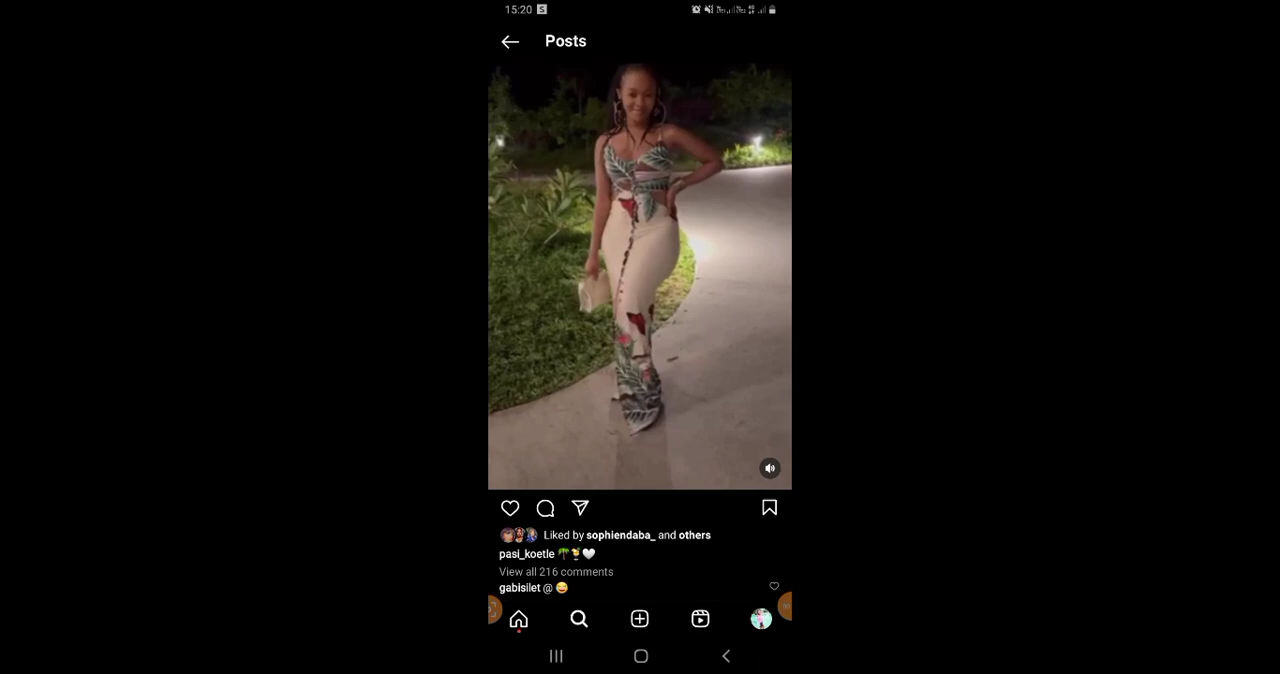 15:20 S
Posts
Liked by sophiendaba_ and others
pasi_koetle 🌴🍹🤍
View all 216 comments
gabisilet @ 😅